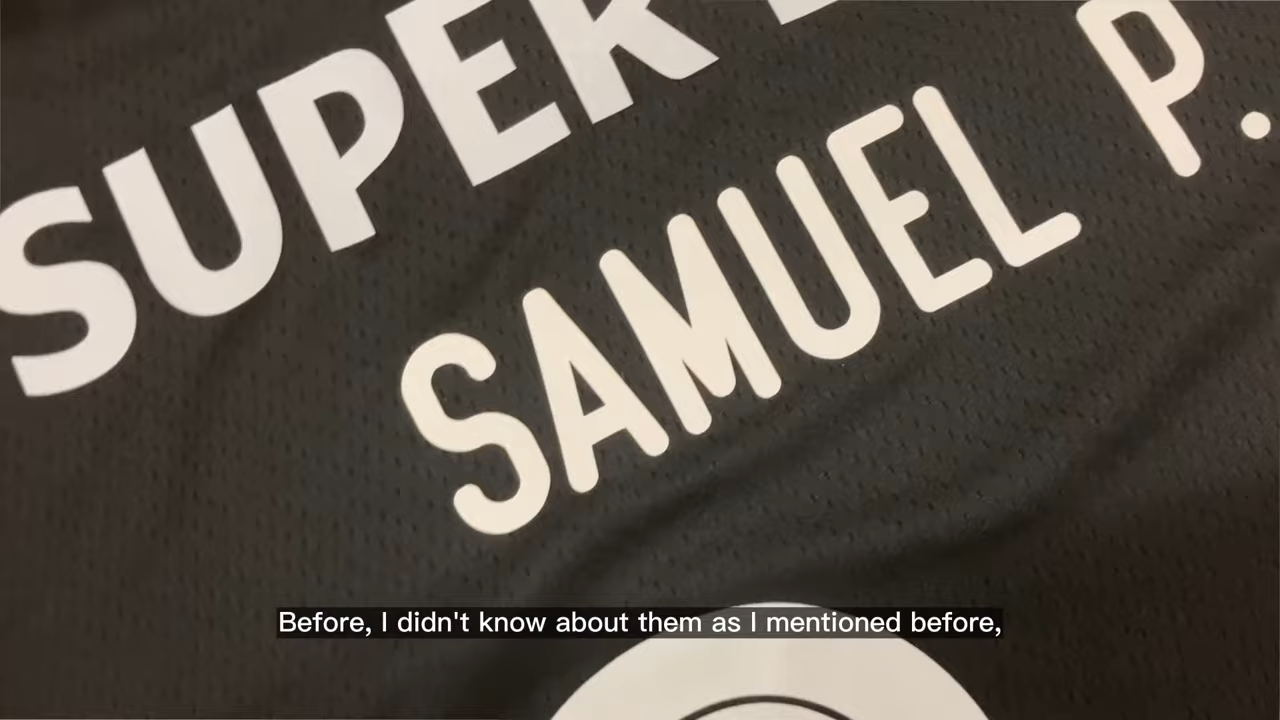 SUPER
SAMUEL P.
Before, I didn't know about them as I mentioned before,